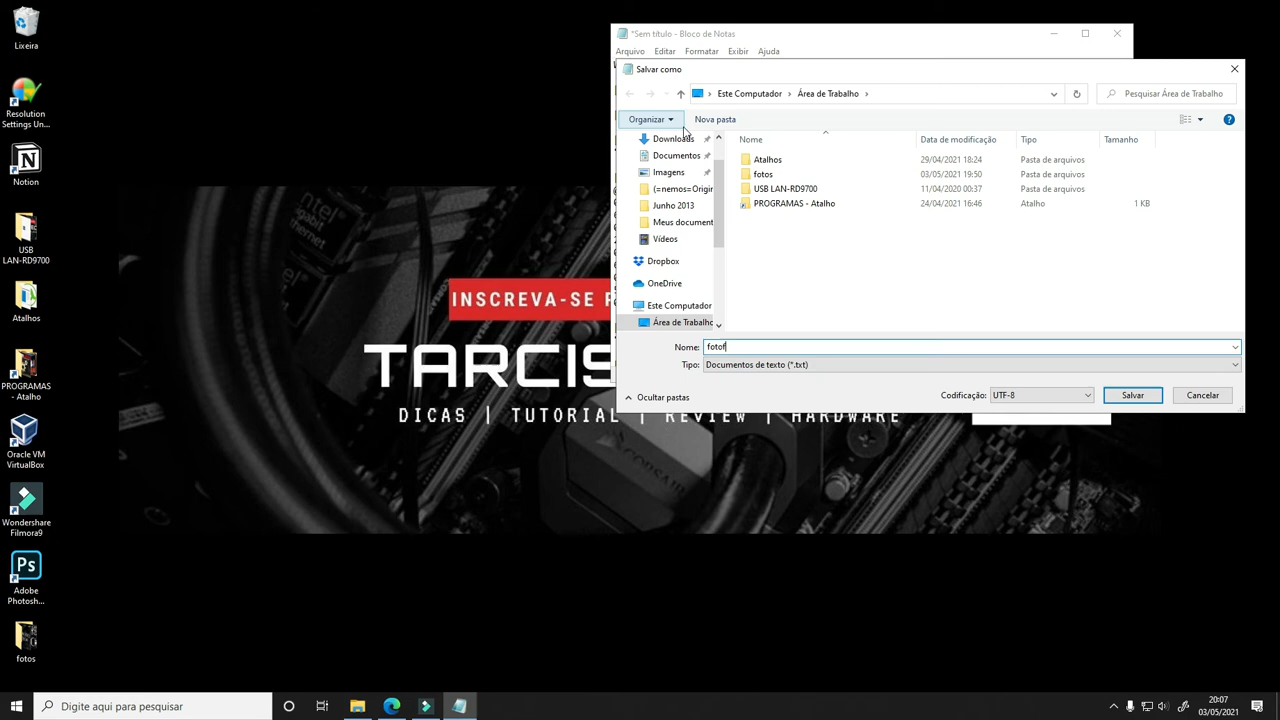 Lixeira
Resolution
Settings Un...
Notion
USB
LAN-RD9700
Atalhos
PROGRAMAS
- Atalho
Oracle VM
VirtualBox
Wondershare
Filmora9
Ps
Adobe
Photosh...
fotos
INSCREVA-SE
TARCIS
DICAS | TUTORIAL | REVIEW | HARDWARE
CORSAIR
*Sem título - Bloco de Notas
Arquivo Editar Formatar Exibir Ajuda
Salvar como
Este Computador > Área de Trabalho >
Pesquisar Área de Trabalho
Organizar
Nova pasta
Downloads
Documentos
Imagens
(=nemos=Origir
Junho 2013
Meus document
Vídeos
Dropbox
OneDrive
Este Computador
Área de Trabalho
Nome Data de modificação Tipo Tamanho
Atalhos 29/04/2021 18:24 Pasta de arquivos
fotos 03/05/2021 19:50 Pasta de arquivos
USB LAN-RD9700 11/04/2020 00:37 Pasta de arquivos
PROGRAMAS - Atalho 24/04/2021 16:46 Atalho 1 KB
Nome: fotof
Tipo: Documentos de texto (*.txt)
Ocultar pastas
Codificação: UTF-8
Salvar
Cancelar
Digite aqui para pesquisar
20:07
03/05/2021